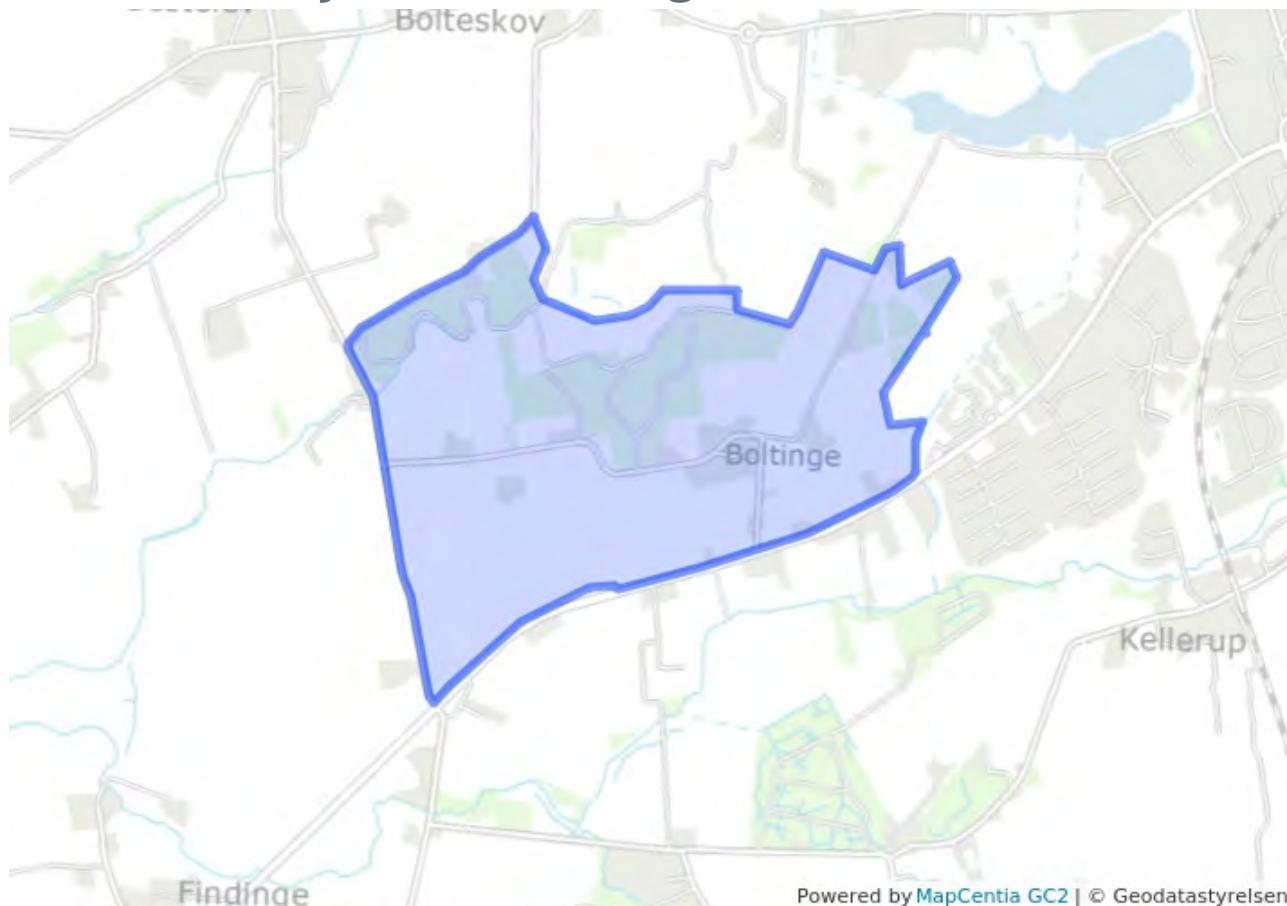 Bolteskov
Boltinge
Kellerup
Findinge
Powered by MapCentia GC2 | © Geodatastyrelsen